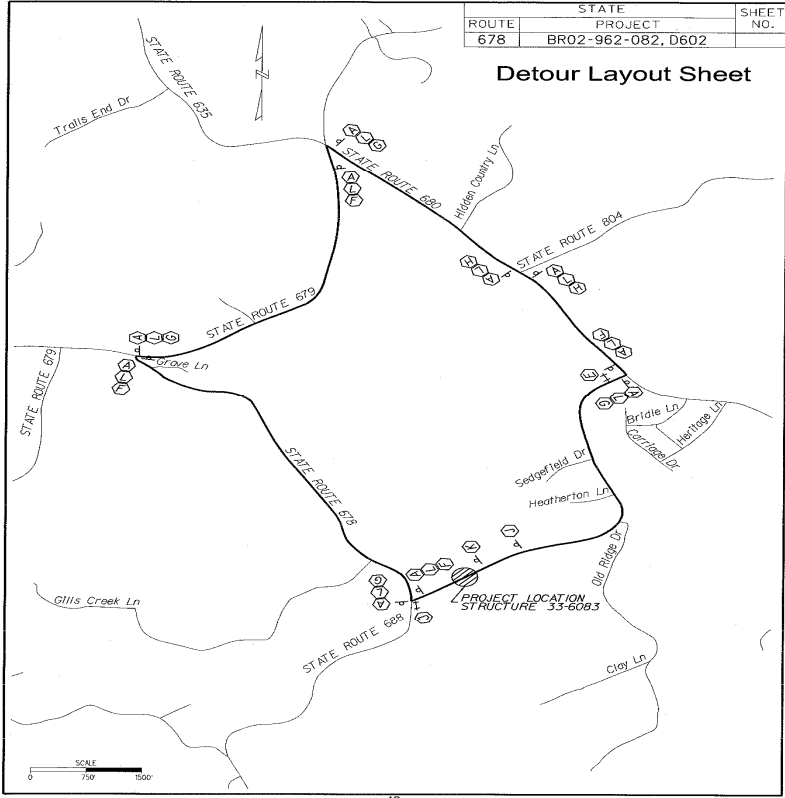 STATE
SHEET NO.
ROUTE
PROJECT
678
BR02-962-082, D602
Detour Layout Sheet
STATE ROUTE 635
N
Trails End Dr
A L G
STATE ROUTE 680
A L F
Hidden Country Ln
STATE ROUTE 804
H L A
A L H
STATE ROUTE 679
A L G
Grove Ln
A L F
STATE ROUTE 679
A L F
E
A L G
Bridle Ln
Heritage Ln
Carriage Dr
Sedgefield Dr
Heatherton Ln
STATE ROUTE 678
J
K
A L F
G L A
Old Ridge Dr
PROJECT LOCATION
STRUCTURE 33-6083
Gills Creek Ln
STATE ROUTE 668
Clay Ln
SCALE
0 750' 1500'